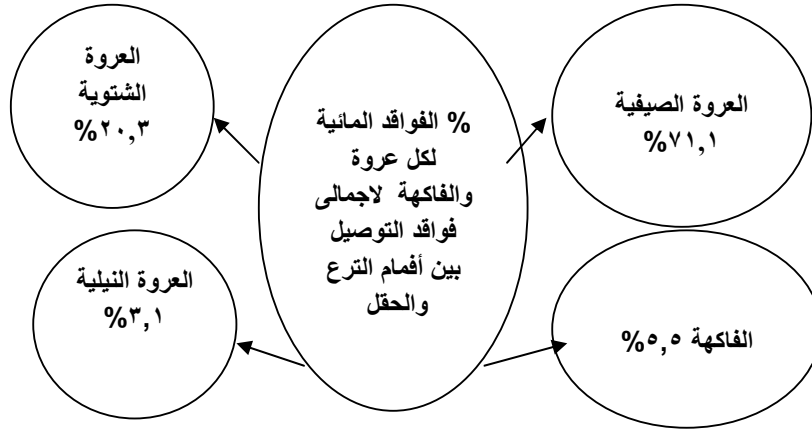 العروة الصيفية
٧١,١%
% الفواقد المائية
لكل عروة
والفاكهة لاجمالى
فواقد التوصيل
بين أفمام الترع
والحقل
العروة
الشتوية
٢٠,٣%
الفاكهة ٥,٥%
العروة النيلية
٣,١%